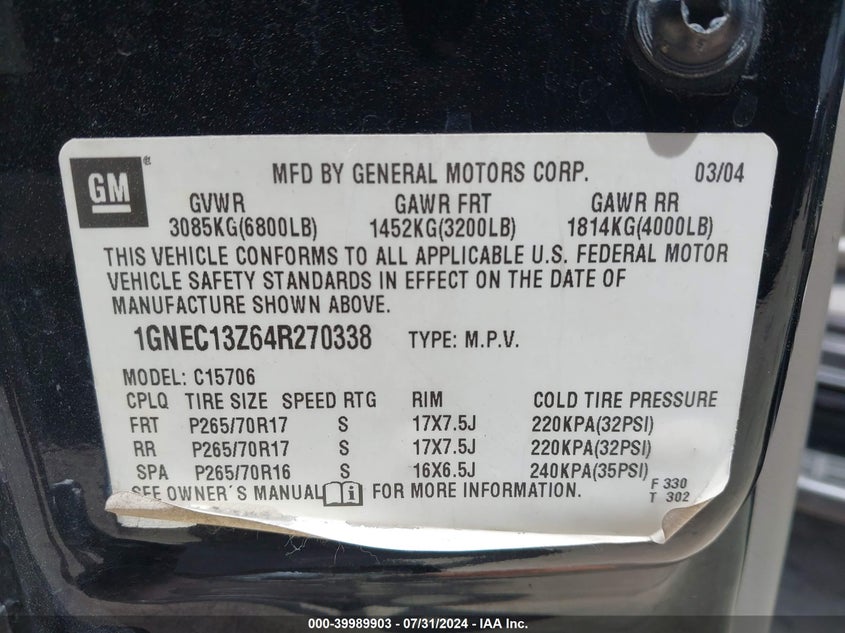 GM
MFD BY GENERAL MOTORS CORP. 03/04
GVWR GAWR FRT GAWR RR
3085KG(6800LB) 1452KG(3200LB) 1814KG(4000LB)
THIS VEHICLE CONFORMS TO ALL APPLICABLE U.S. FEDERAL MOTOR
VEHICLE SAFETY STANDARDS IN EFFECT ON THE DATE OF
MANUFACTURE SHOWN ABOVE.
1GNEC13Z64R270338 TYPE: M.P.V.
MODEL: C15706
CPLQ TIRE SIZE SPEED RTG RIM COLD TIRE PRESSURE
FRT P265/70R17 S 17X7.5J 220KPA(32PSI)
RR P265/70R17 S 17X7.5J 220KPA(32PSI)
SPA P265/70R16 S 16X6.5J 240KPA(35PSI)
SEE OWNER'S MANUAL FOR MORE INFORMATION.
F 330
T 302
000-39989903 - 07/31/2024 - IAA Inc.